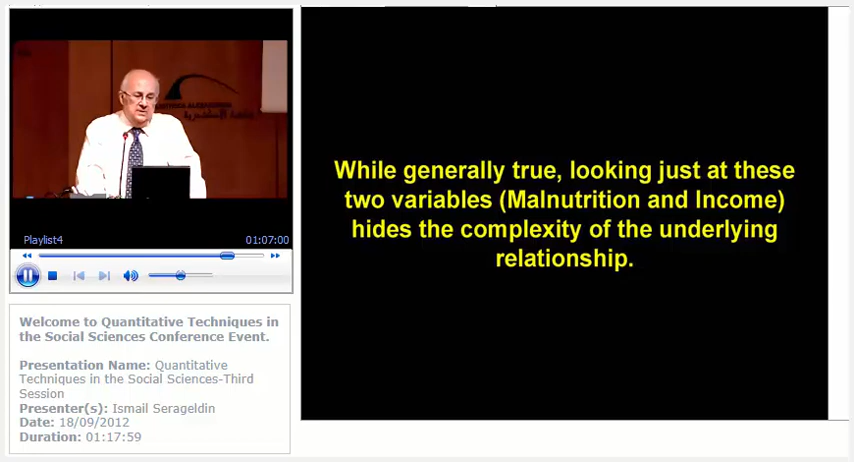 Playlist4
01:07:00
Welcome to Quantitative Techniques in
the Social Sciences Conference Event.
Presentation Name: Quantitative
Techniques in the Social Sciences-Third
Session
Presenter(s): Ismail Serageldin
Date: 18/09/2012
Duration: 01:17:59
While generally true, looking just at these
two variables (Malnutrition and Income)
hides the complexity of the underlying
relationship.